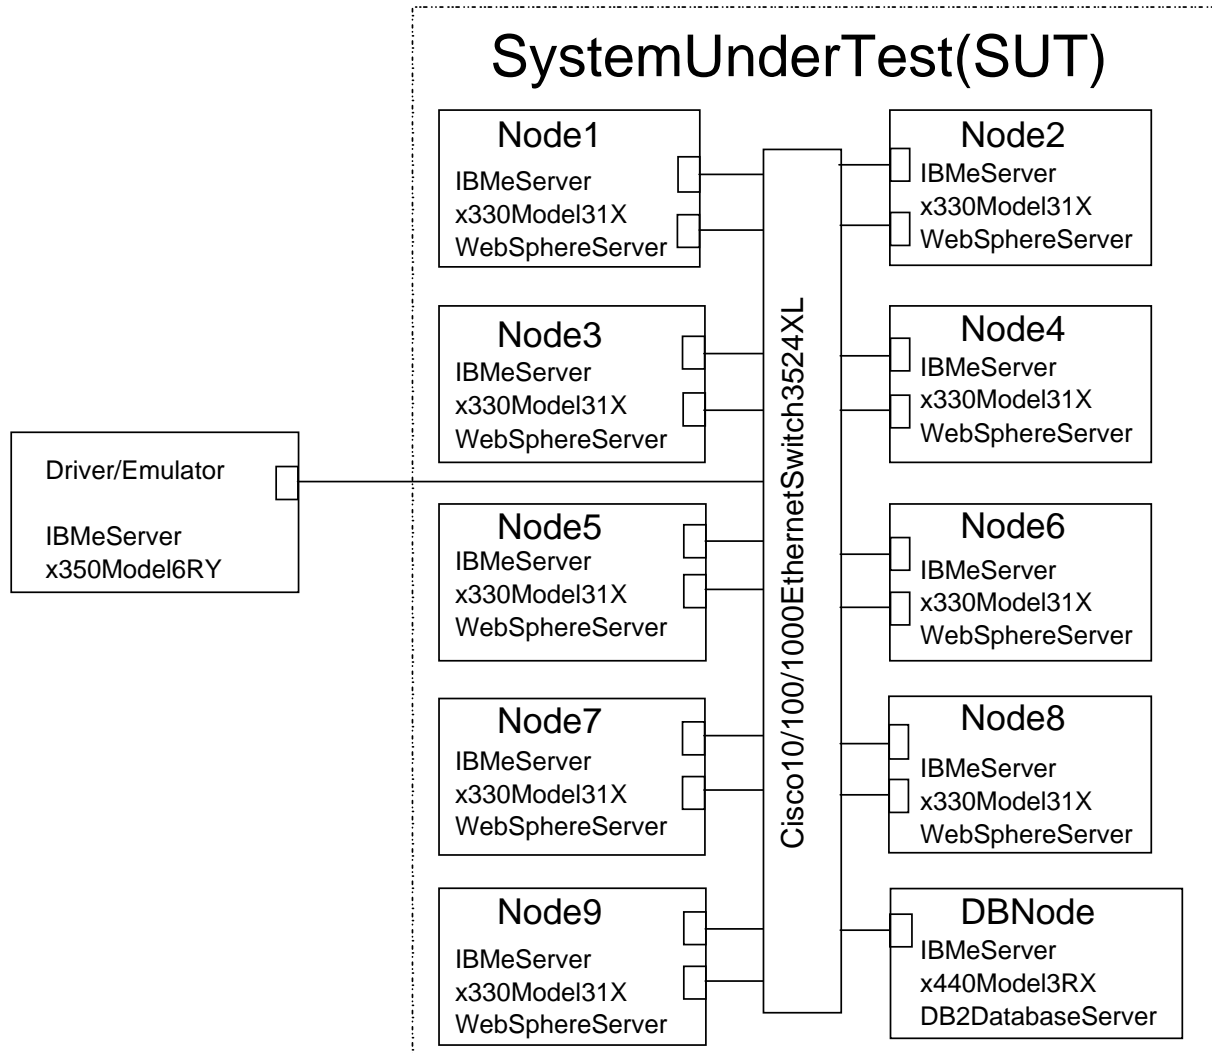 SystemUnderTest(SUT)
Node1
IBMeServer
x330Model31X
WebSphereServer
Node2
IBMeServer
x330Model31X
WebSphereServer
Node3
IBMeServer
x330Model31X
WebSphereServer
Node4
IBMeServer
x330Model31X
WebSphereServer
Driver/Emulator
IBMeServer
x350Model6RY
Cisco10/100/1000EthernetSwitch3524XL
Node5
IBMeServer
x330Model31X
WebSphereServer
Node6
IBMeServer
x330Model31X
WebSphereServer
Node7
IBMeServer
x330Model31X
WebSphereServer
Node8
IBMeServer
x330Model31X
WebSphereServer
Node9
IBMeServer
x330Model31X
WebSphereServer
DBNode
IBMeServer
x440Model3RX
DB2DatabaseServer